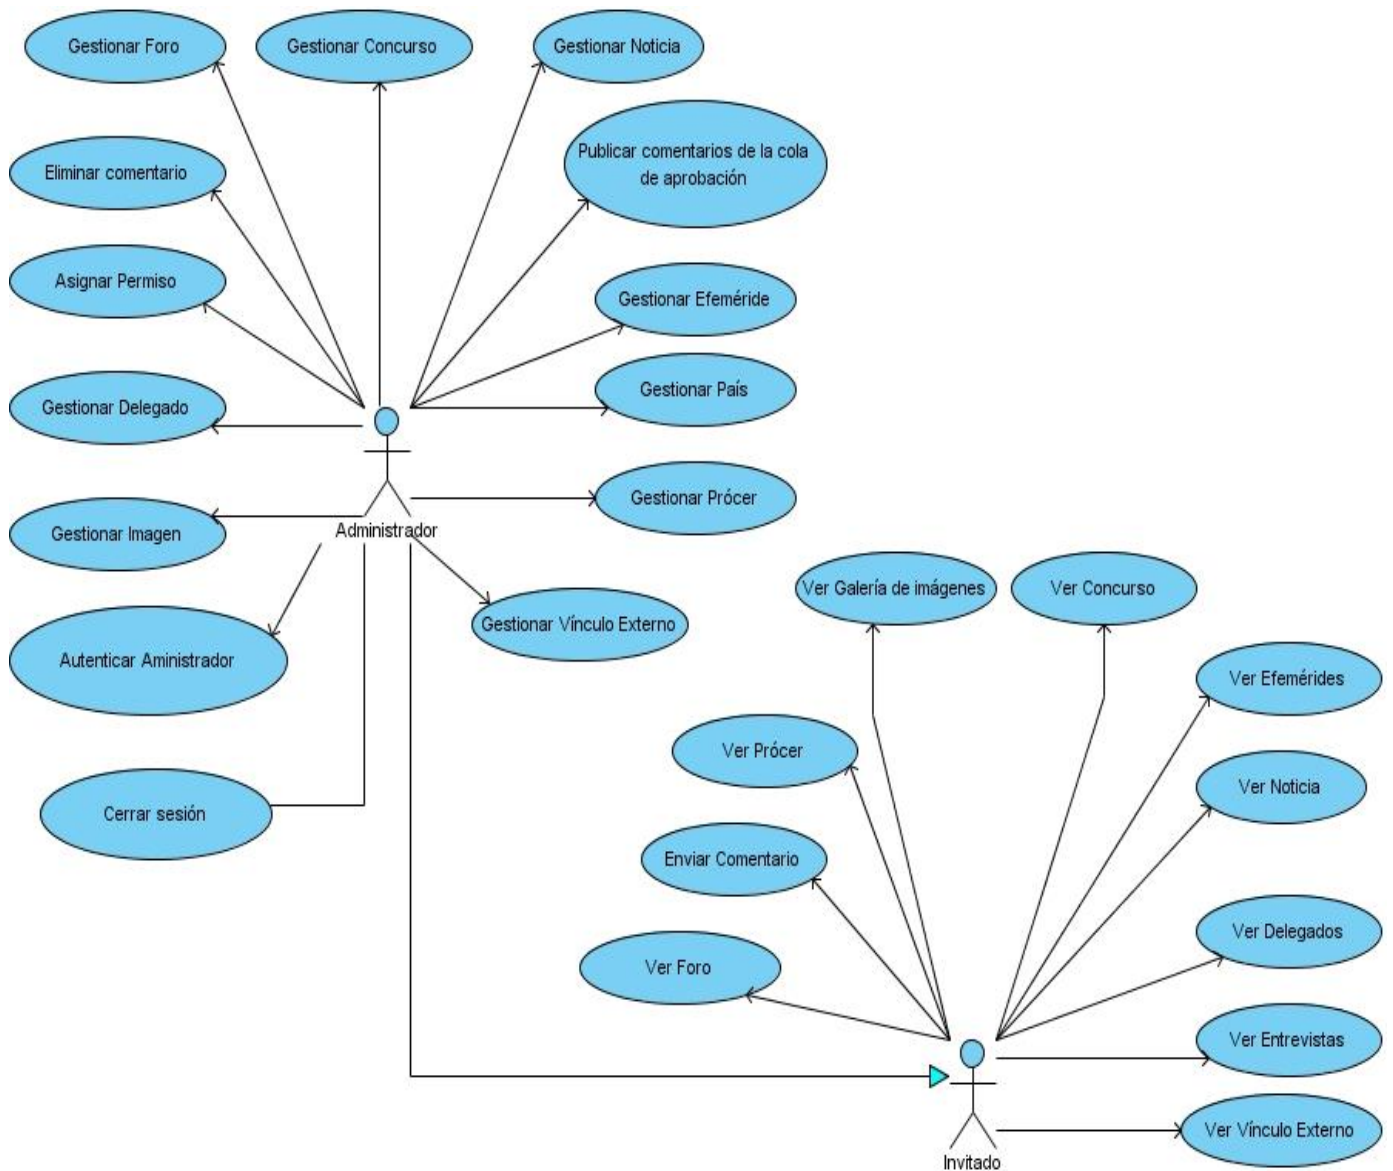 Gestionar Foro
Gestionar Concurso
Gestionar Noticia
Publicar comentarios de la cola
de aprobación
Eliminar comentario
Asignar Permiso
Gestionar Efeméride
Gestionar País
Gestionar Delegado
Gestionar Prócer
Gestionar Imagen
Administrador
Gestionar Vínculo Externo
Autenticar Aministrador
Cerrar sesión
Ver Galería de imágenes
Ver Concurso
Ver Efemérides
Ver Prócer
Ver Noticia
Enviar Comentario
Ver Delegados
Ver Foro
Ver Entrevistas
Ver Vínculo Externo
Invitado